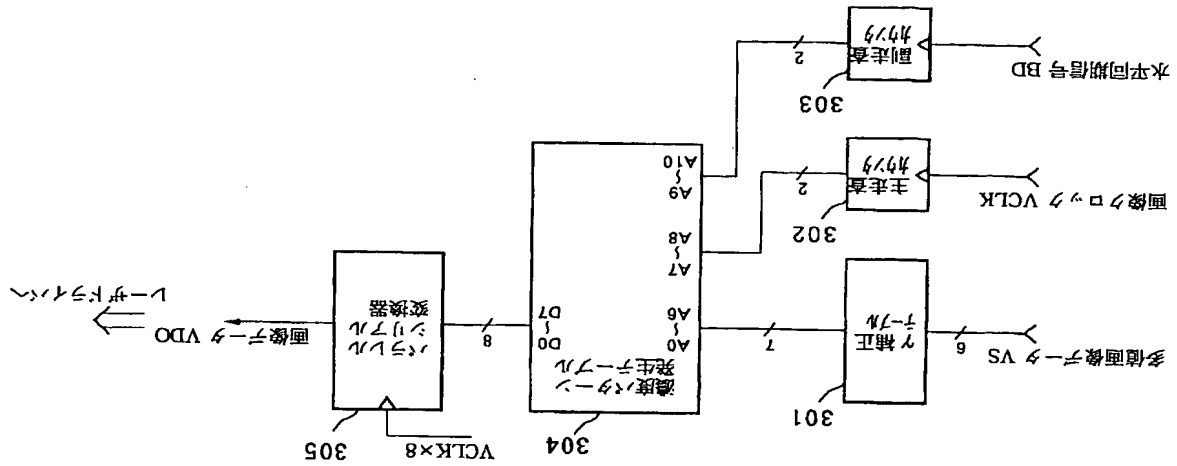 VCLK×8
301
304
305
多値画像データ VS
6
γ補正
テーブル
7
A0
〜
A6
濃度パターン
発生テーブル
D0
〜
D7
8
パラレル
シリアル
変換器
画像データ VDO
レーザドライバへ
302
画像クロック VCLK
主走査
カウンタ
2
A7
〜
A8
303
水平同期信号 BD
副走査
カウンタ
2
A9
〜
A10